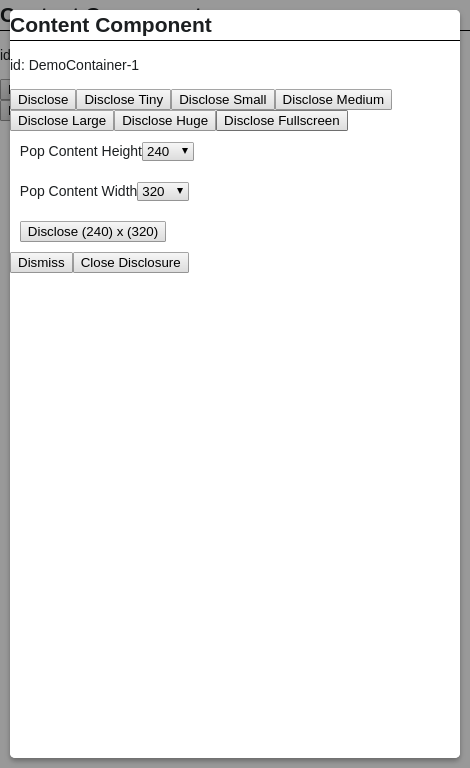 Content Component
id: DemoContainer-1
Disclose Disclose Tiny Disclose Small Disclose Medium
Disclose Large Disclose Huge Disclose Fullscreen
Pop Content Height 240
Pop Content Width 320
Disclose (240) x (320)
Dismiss Close Disclosure